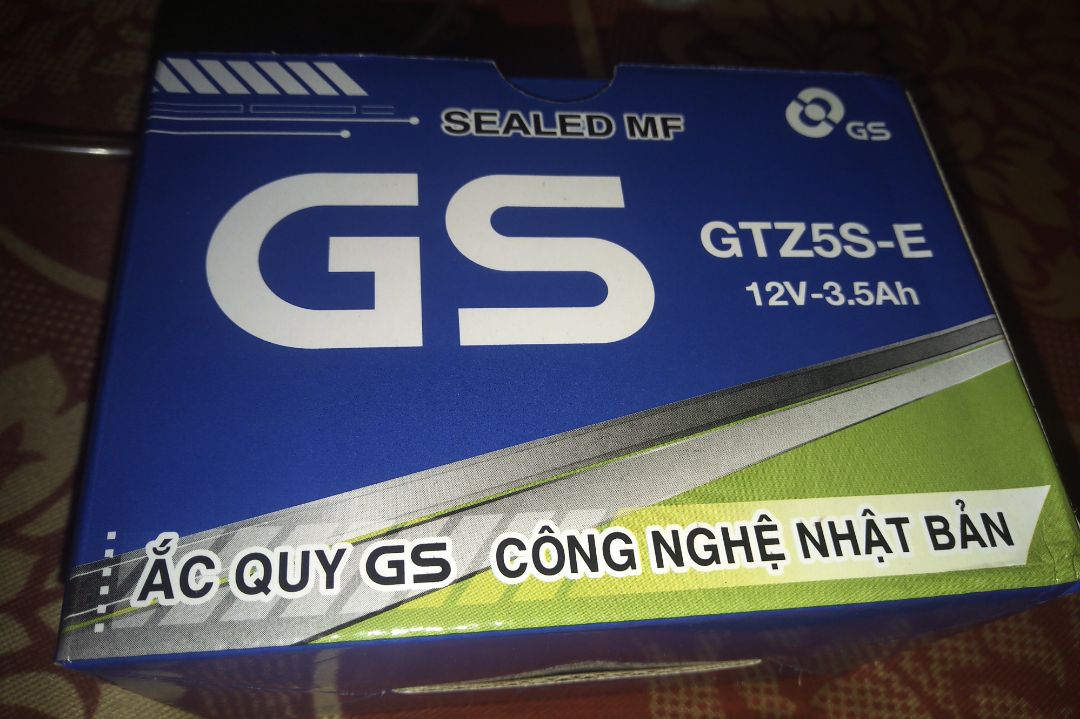 SEALED MF
GS
GS
GTZ5S-E
12V-3.5Ah
ẮC QUY GS CÔNG NGHỆ NHẬT BẢN